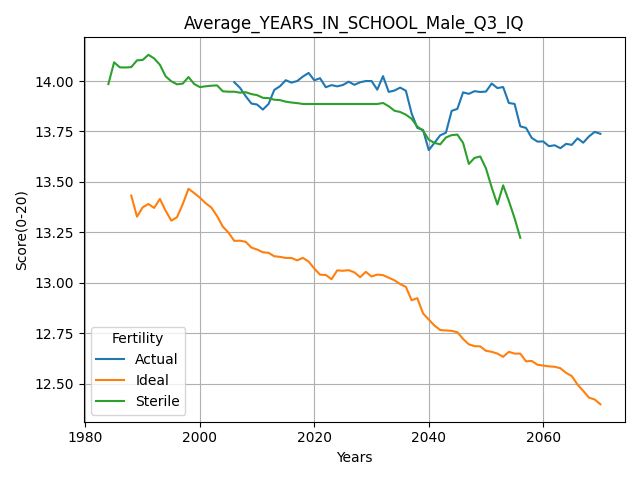 Average_YEARS_IN_SCHOOL_Male_Q3_IQ
Score(0-20)
14.00
13.75
13.50
13.25
13.00
12.75
12.50
Fertility
Actual
Ideal
Sterile
1980
2000
2020
2040
2060
Years